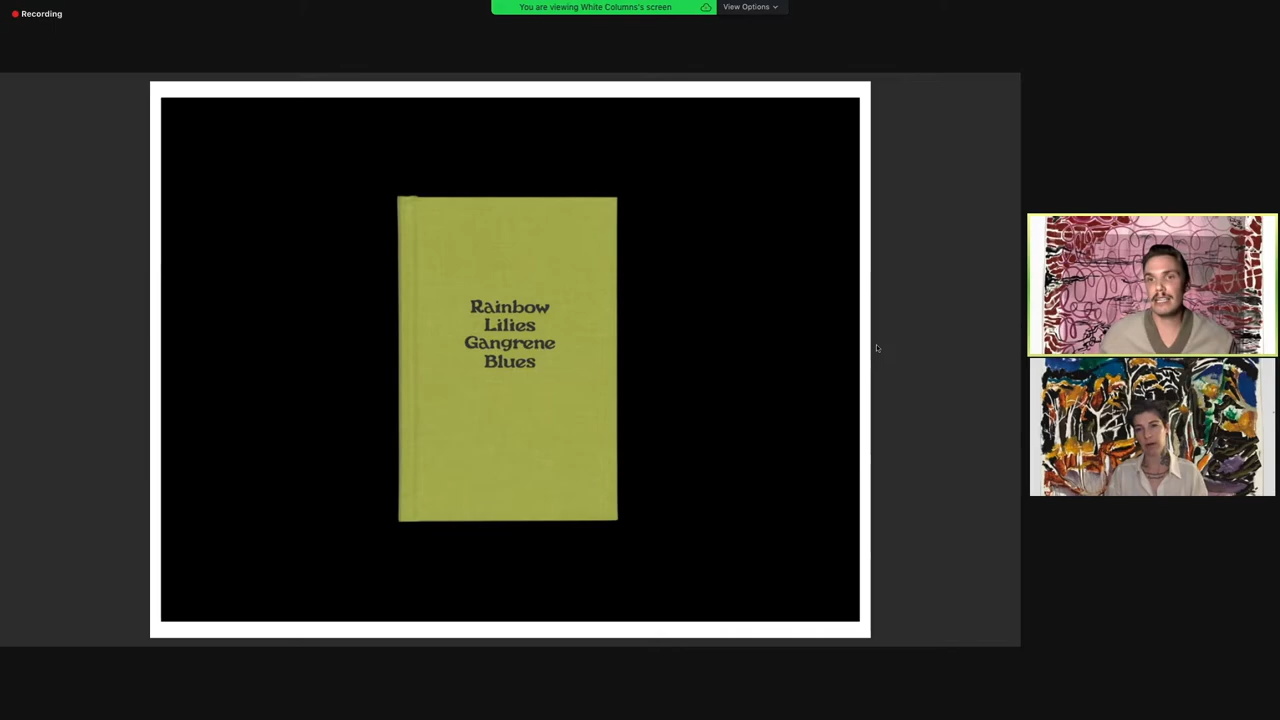 Recording
You are viewing White Columns's screen
View Options
Rainbow
Lilies
Gangrene
Blues